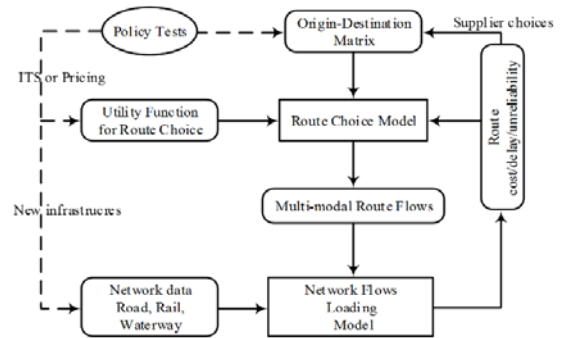 Policy Tests
Origin-Destination
Matrix
Supplier choices
ITS or Pricing
Utility Function
for Route Choice
Route Choice Model
Route
cost/delay/unreliability
New infrastrucres
Multi-modal Route Flows
Network data
Road, Rail,
Waterway
Network Flows
Loading
Model